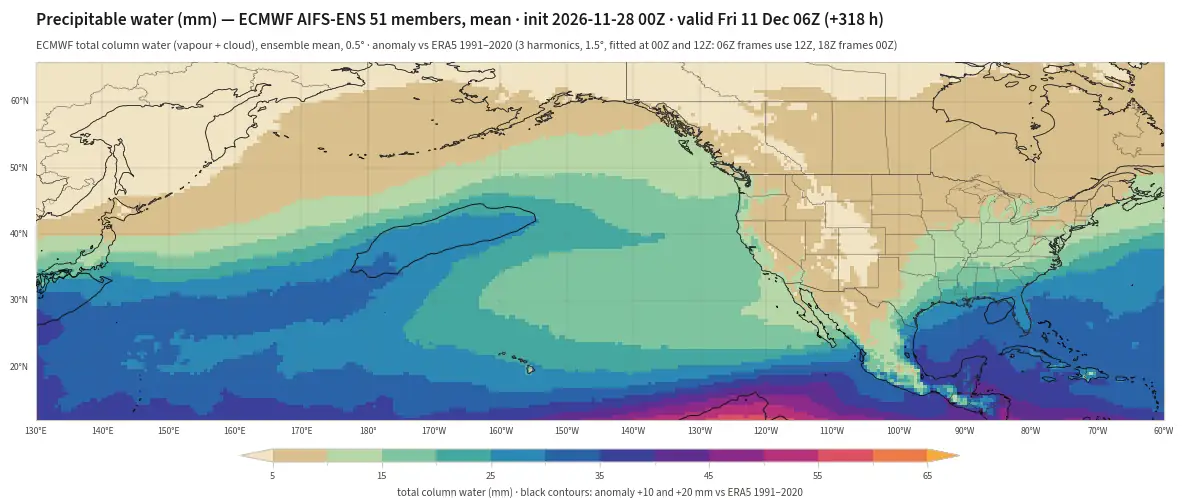 Precipitable water (mm) — ECMWF AIFS-ENS 51 members, mean · init 2026-11-28 00Z · valid Fri 11 Dec 06Z (+318 h)
ECMWF total column water (vapour + cloud), ensemble mean, 0.5° · anomaly vs ERA5 1991–2020 (3 harmonics, 1.5°, fitted at 00Z and 12Z: 06Z frames use 12Z, 18Z frames 00Z)
60°N
50°N
40°N
30°N
20°N
130°E 140°E 150°E 160°E 180° 170°W 160°W 150°W 140°W 130°W 120°W 110°W 100°W 90°W 80°W 70°W 60°W
5 15 25 35 45 55 65
total column water (mm) · black contours: anomaly +10 and +20 mm vs ERA5 1991–2020